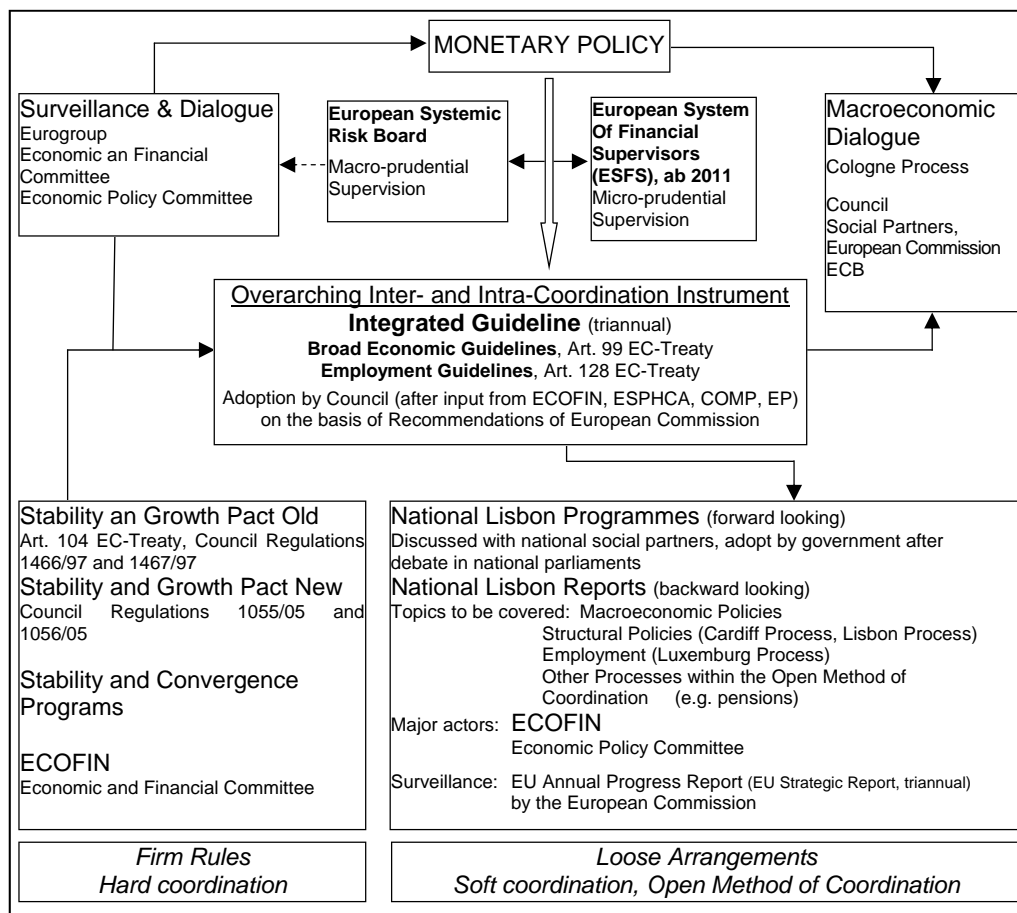 MONETARY POLICY
Surveillance & Dialogue
Eurogroup
Economic an Financial
Committee
Economic Policy Committee
European Systemic
Risk Board
Macro-prudential
Supervision
European System
Of Financial
Supervisors
(ESFS), ab 2011
Micro-prudential
Supervision
Macroeconomic
Dialogue
Cologne Process
Council
Social Partners,
European Commission
ECB
Overarching Inter- and Intra-Coordination Instrument
Integrated Guideline (triannual)
Broad Economic Guidelines, Art. 99 EC-Treaty
Employment Guidelines, Art. 128 EC-Treaty
Adoption by Council (after input from ECOFIN, ESPHCA, COMP, EP)
on the basis of Recommendations of European Commission
Stability an Growth Pact Old
Art. 104 EC-Treaty, Council Regulations
1466/97 and 1467/97
Stability and Growth Pact New
Council Regulations 1055/05 and
1056/05
Stability and Convergence
Programs
ECOFIN
Economic and Financial Committee
National Lisbon Programmes (forward looking)
Discussed with national social partners, adopt by government after
debate in national parliaments
National Lisbon Reports (backward looking)
Topics to be covered: Macroeconomic Policies
Structural Policies (Cardiff Process, Lisbon Process)
Employment (Luxemburg Process)
Other Processes within the Open Method of
Coordination (e.g. pensions)
Major actors: ECOFIN
Economic Policy Committee
Surveillance: EU Annual Progress Report (EU Strategic Report, triannual)
by the European Commission
Firm Rules
Hard coordination
Loose Arrangements
Soft coordination, Open Method of Coordination